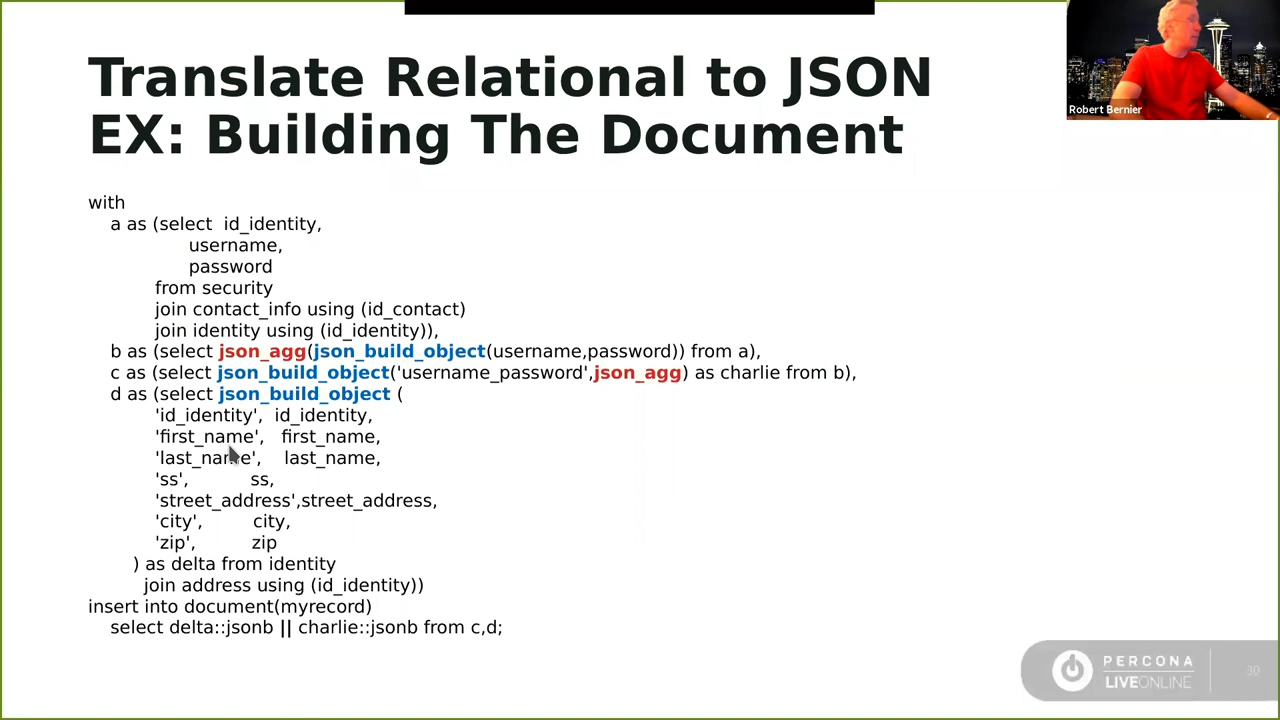 Translate Relational to JSON
EX: Building The Document
Robert Bernier
with
a as (select id_identity,
username,
password
from security
join contact_info using (id_contact)
join identity using (id_identity)),
b as (select json_agg(json_build_object(username,password)) from a),
c as (select json_build_object('username_password',json_agg) as charlie from b),
d as (select json_build_object (
'id_identity', id_identity,
'first_name', first_name,
'last_name', last_name,
'ss', ss,
'street_address',street_address,
'city', city,
'zip', zip
) as delta from identity
join address using (id_identity))
insert into document(myrecord)
select delta::jsonb || charlie::jsonb from c,d;
PERCONA
LIVEONLINE
30